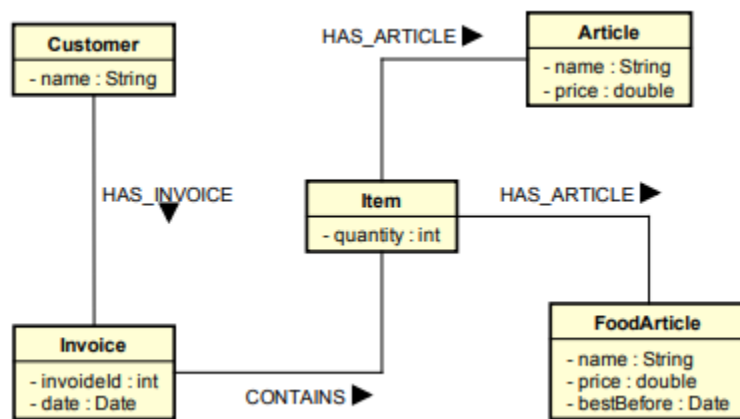 Customer
- name : String
HAS_ARTICLE
Article
- name : String
- price : double
HAS_INVOICE
Item
- quantity : int
HAS_ARTICLE
Invoice
- invoideId : int
- date : Date
CONTAINS
FoodArticle
- name : String
- price : double
- bestBefore : Date